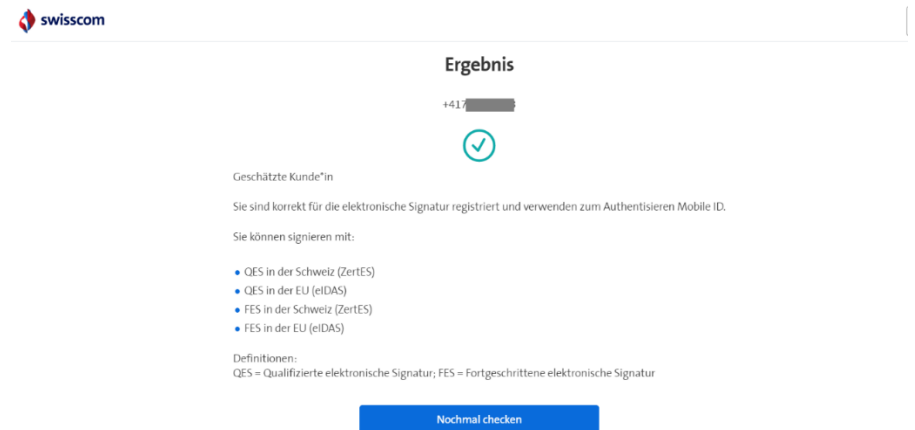 swisscom
Ergebnis
+417
Geschätzte Kunde*in
Sie sind korrekt für die elektronische Signatur registriert und verwenden zum Authentisieren Mobile ID.
Sie können signieren mit:
• QES in der Schweiz (ZertES)
• QES in der EU (eIDAS)
• FES in der Schweiz (ZertES)
• FES in der EU (eIDAS)
Definitionen:
QES = Qualifizierte elektronische Signatur; FES = Fortgeschrittene elektronische Signatur
Nochmal checken